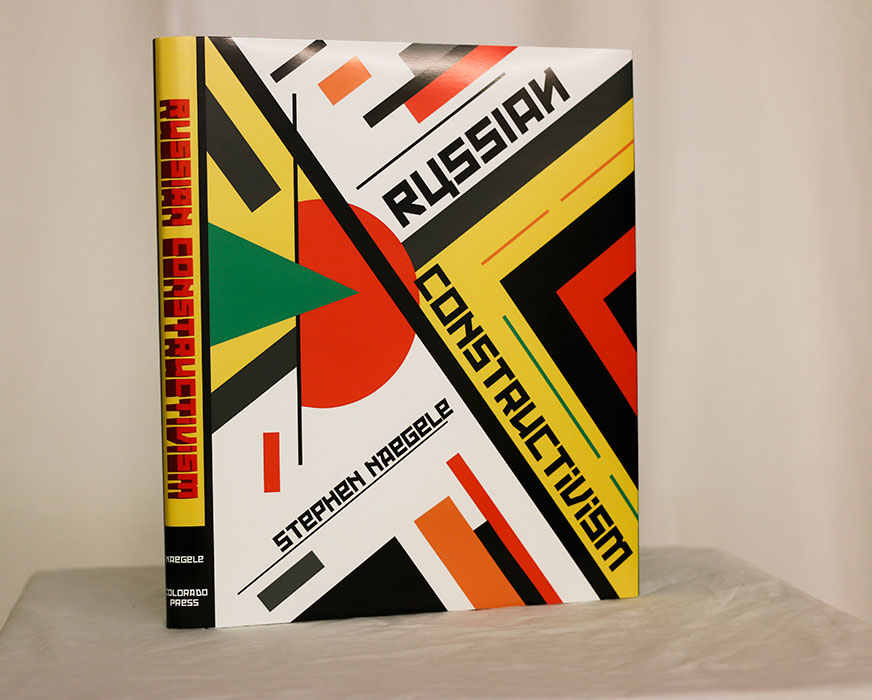 RUSSIAN
CONSTRUCTIVISM
STEPHEN NAEGELE
RUSSIAN CONSTRUCTIVISM
NAEGELE
COLORADO
PRESS